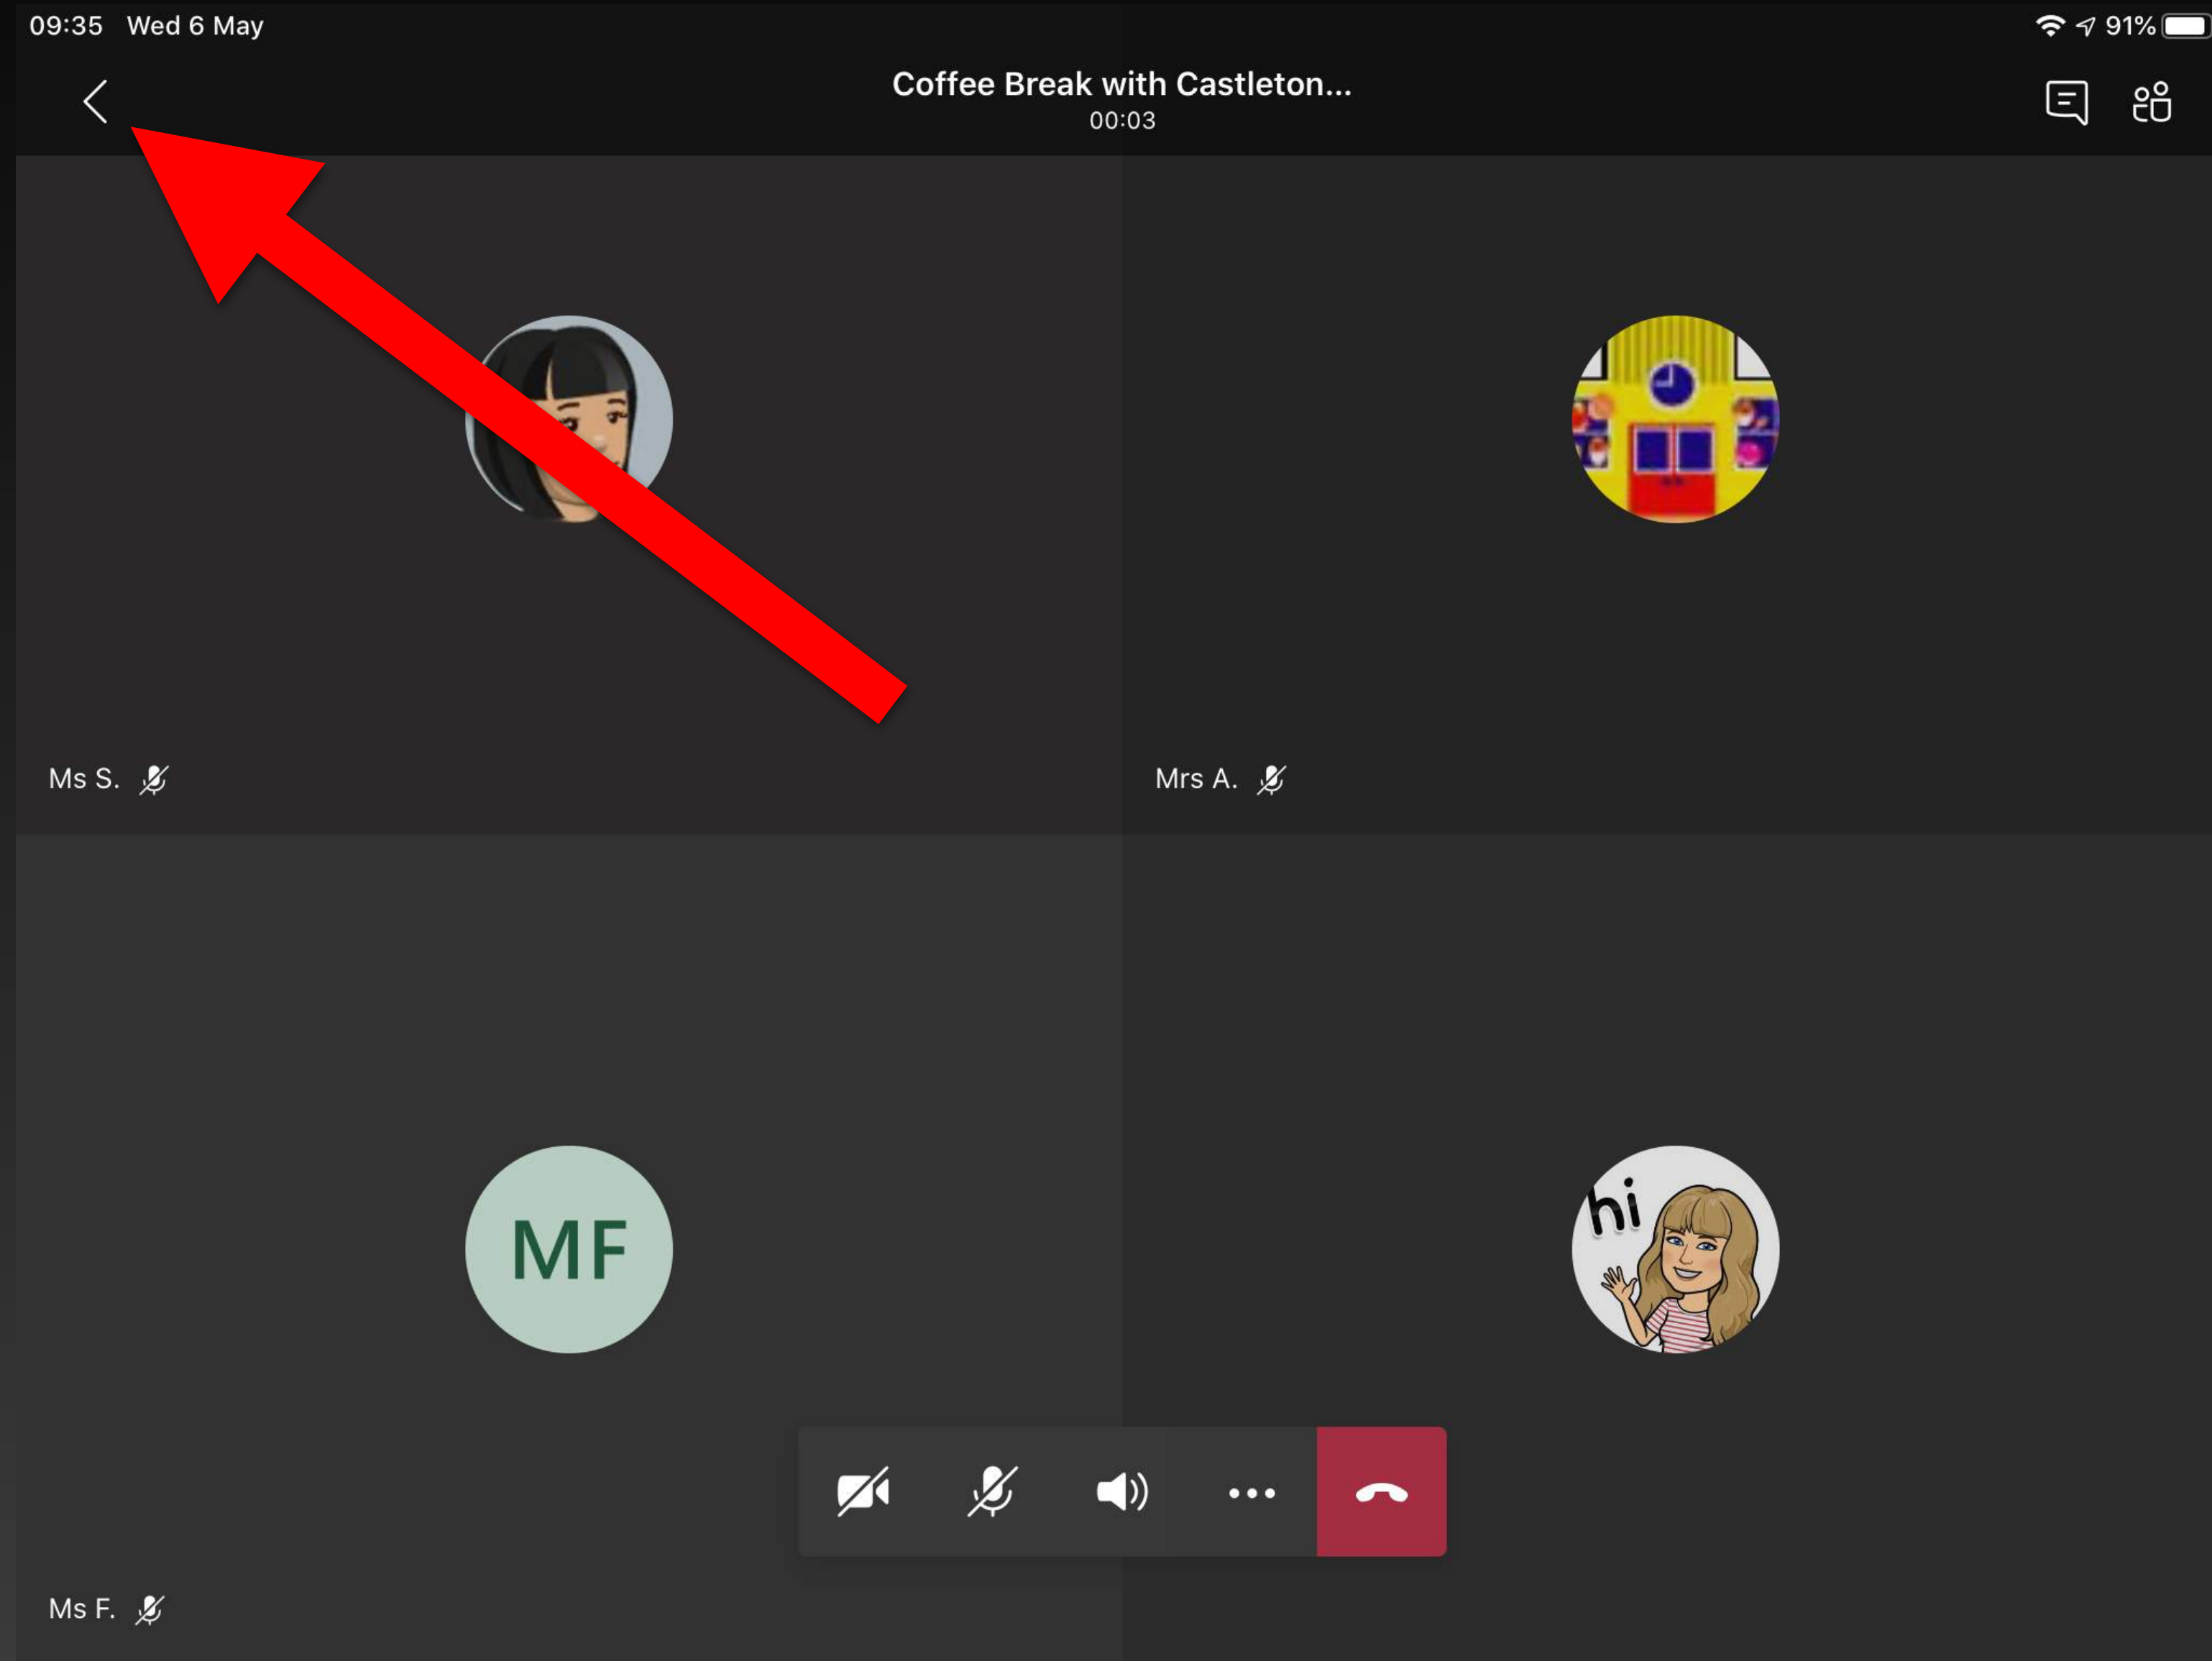 09:35 Wed 6 May
91%
Coffee Break with Castleton...
00:03
Ms S.
Mrs A.
MF
hi
Ms F.